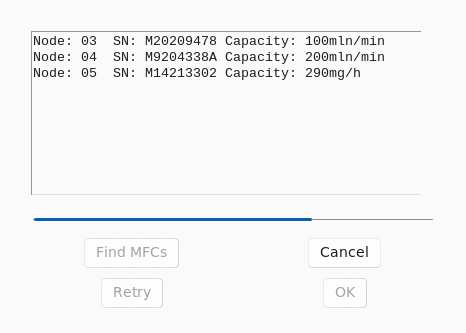 Node: 03  SN: M20209478 Capacity: 100mln/min
Node: 04  SN: M9204338A Capacity: 200mln/min
Node: 05  SN: M14213302 Capacity: 290mg/h
Find MFCs
Cancel
Retry
OK